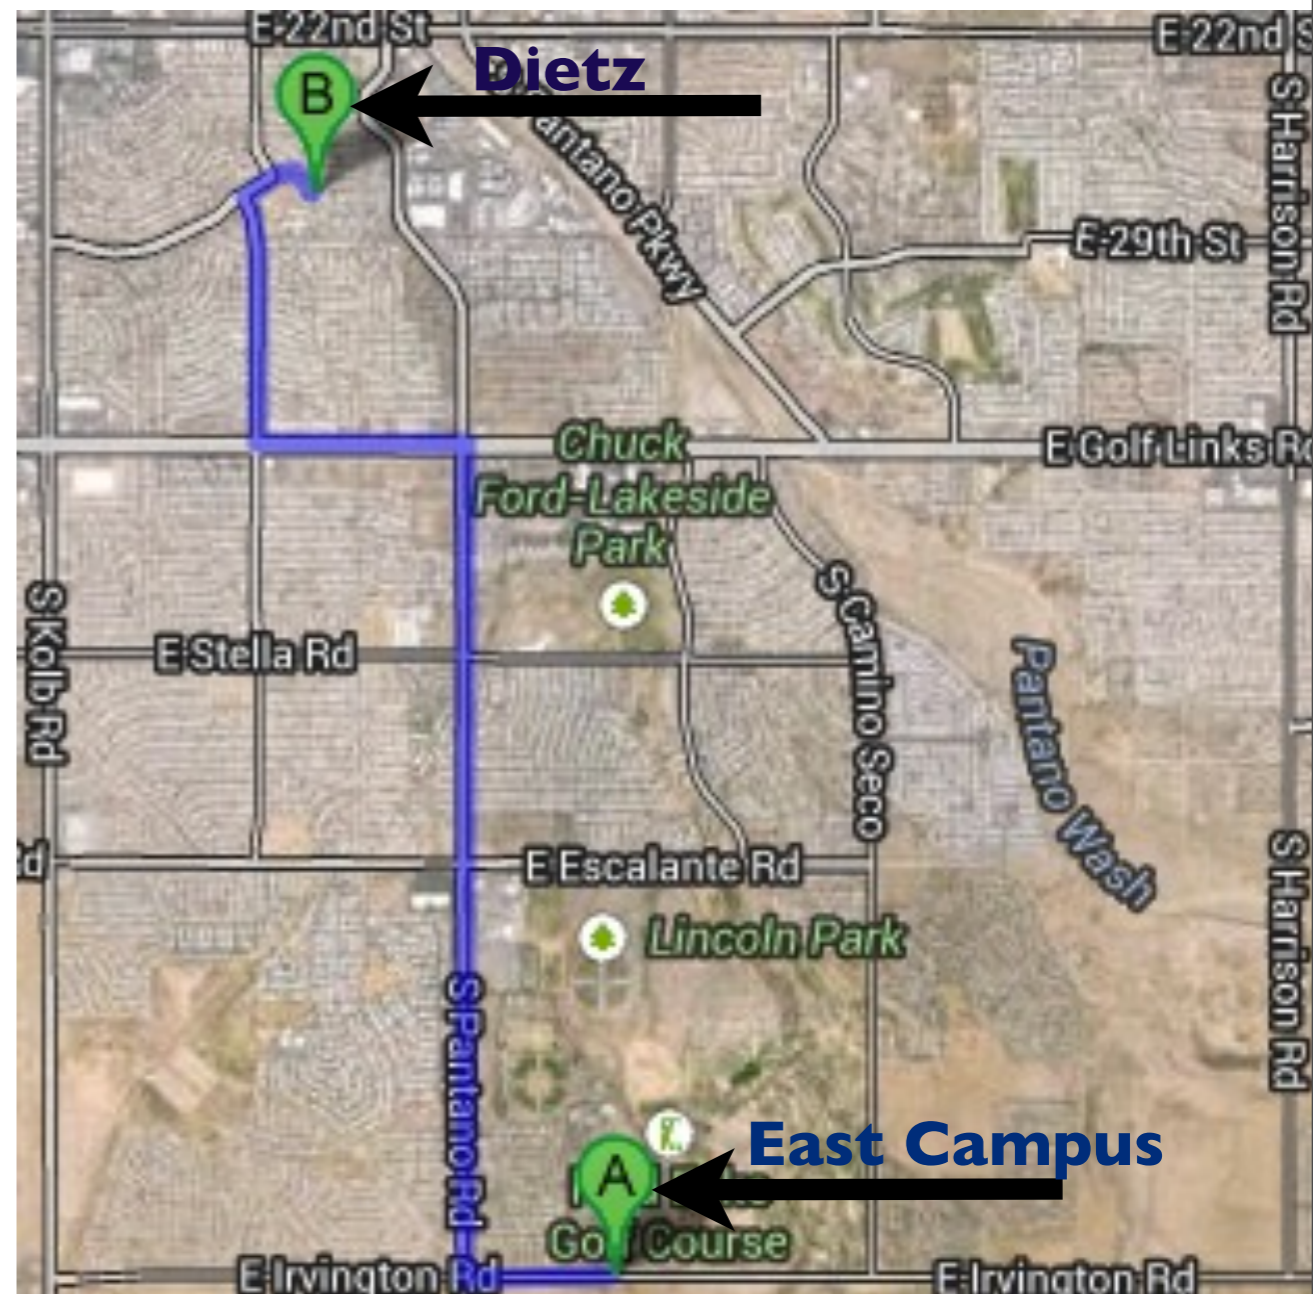 E 22nd St
E 22nd S
Dietz
B
antano Pkwy
S Harrison Rd
E 29th St
Chuck
Ford-Lakeside
Park
E Golf Links Rd
S Kolb Rd
E Stella Rd
S Camino Seco
Pantano Wash
Rd
E Escalante Rd
Lincoln Park
S Harrison Rd
S Pantano Rd
East Campus
A
Golf Course
E Irvington Rd
E Irvington Rd